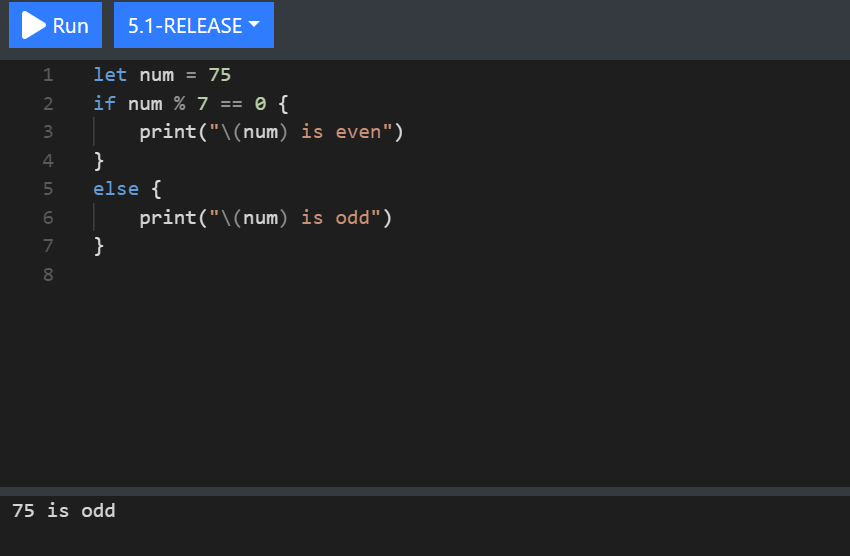 Run 5.1-RELEASE
1 let num = 75
2 if num % 7 == 0 {
3 print("\(num) is even")
4 }
5 else {
6 print("\(num) is odd")
7 }
8
75 is odd